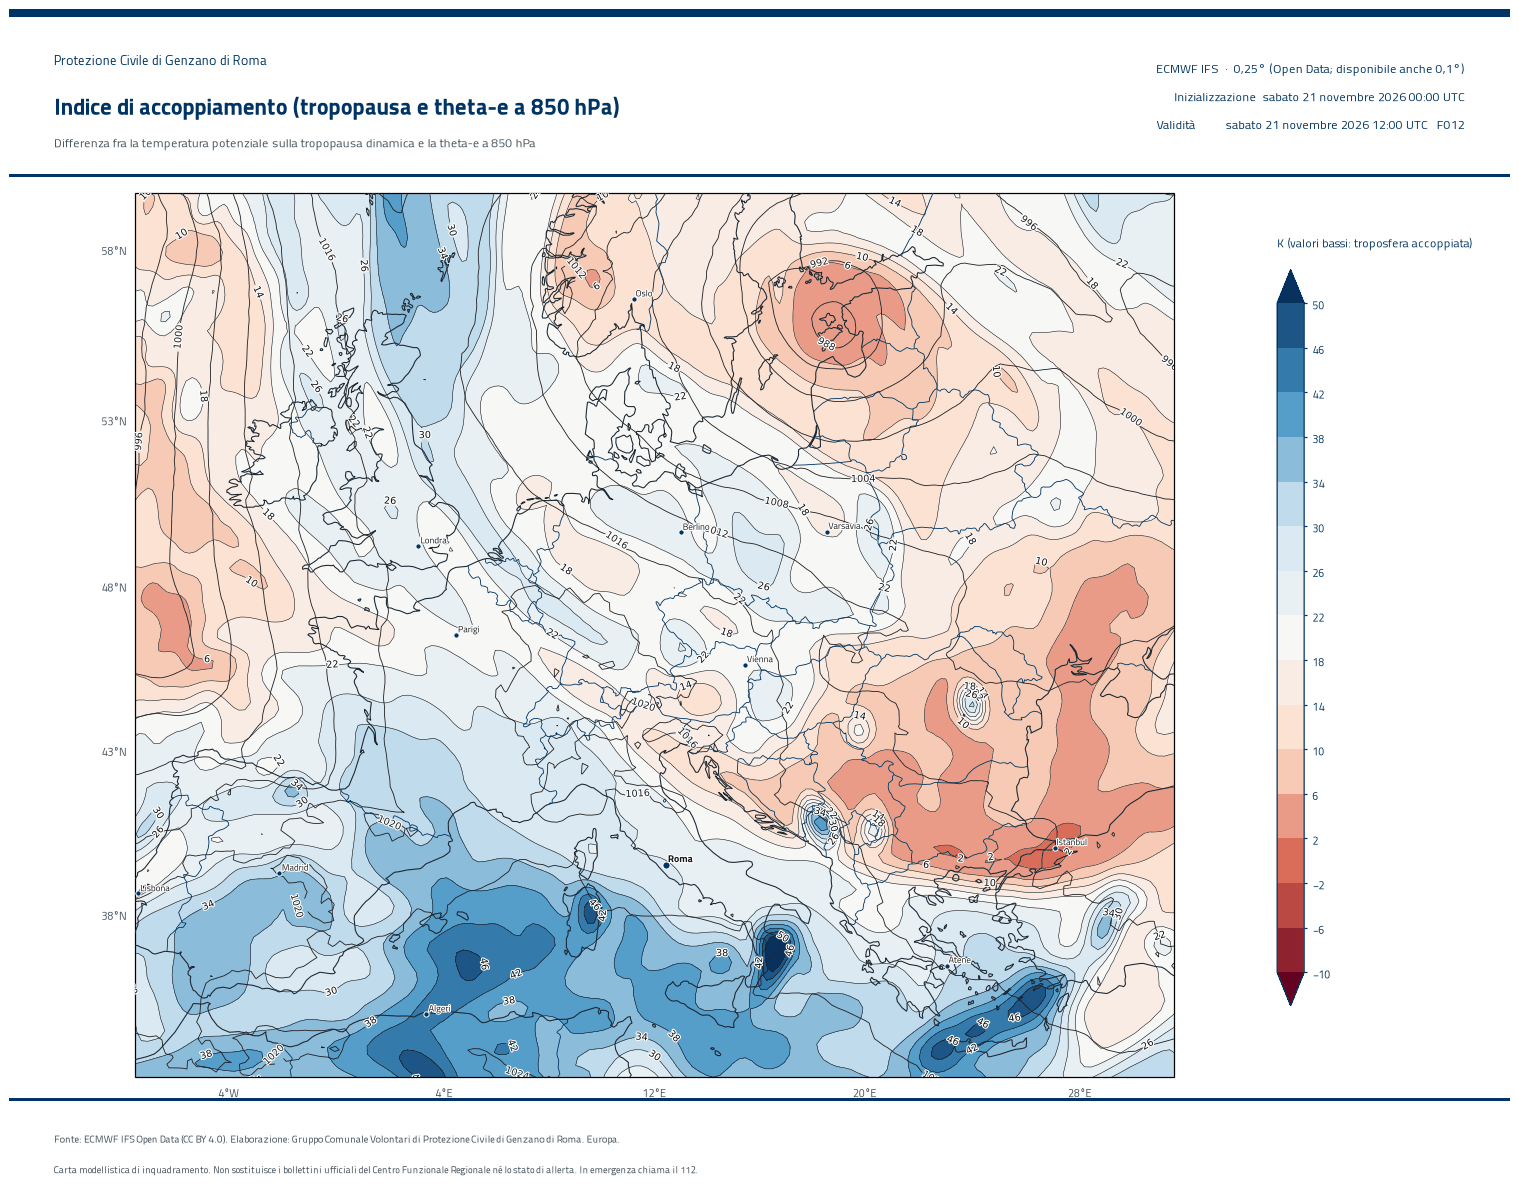 Protezione Civile di Genzano di Roma
Indice di accoppiamento (tropopausa e theta-e a 850 hPa)
Differenza fra la temperatura potenziale sulla tropopausa dinamica e la theta-e a 850 hPa
ECMWF IFS · 0,25° (Open Data; disponibile anche 0,1°)
Inizializzazione sabato 21 novembre 2026 00:00 UTC
Validità sabato 21 novembre 2026 12:00 UTC F012
K (valori bassi: troposfera accoppiata)
50
46
42
38
34
30
26
22
18
14
10
6
2
−2
−6
−10
58°N
53°N
48°N
43°N
38°N
4°W
4°E
12°E
20°E
28°E
Oslo
Londra
Berlino
Varsavia
Parigi
Vienna
Roma
Madrid
Lisbona
Istanbul
Atene
Algeri
Fonte: ECMWF IFS Open Data (CC BY 4.0). Elaborazione: Gruppo Comunale Volontari di Protezione Civile di Genzano di Roma. Europa.
Carta modellistica di inquadramento. Non sostituisce i bollettini ufficiali del Centro Funzionale Regionale né lo stato di allerta. In emergenza chiama il 112.